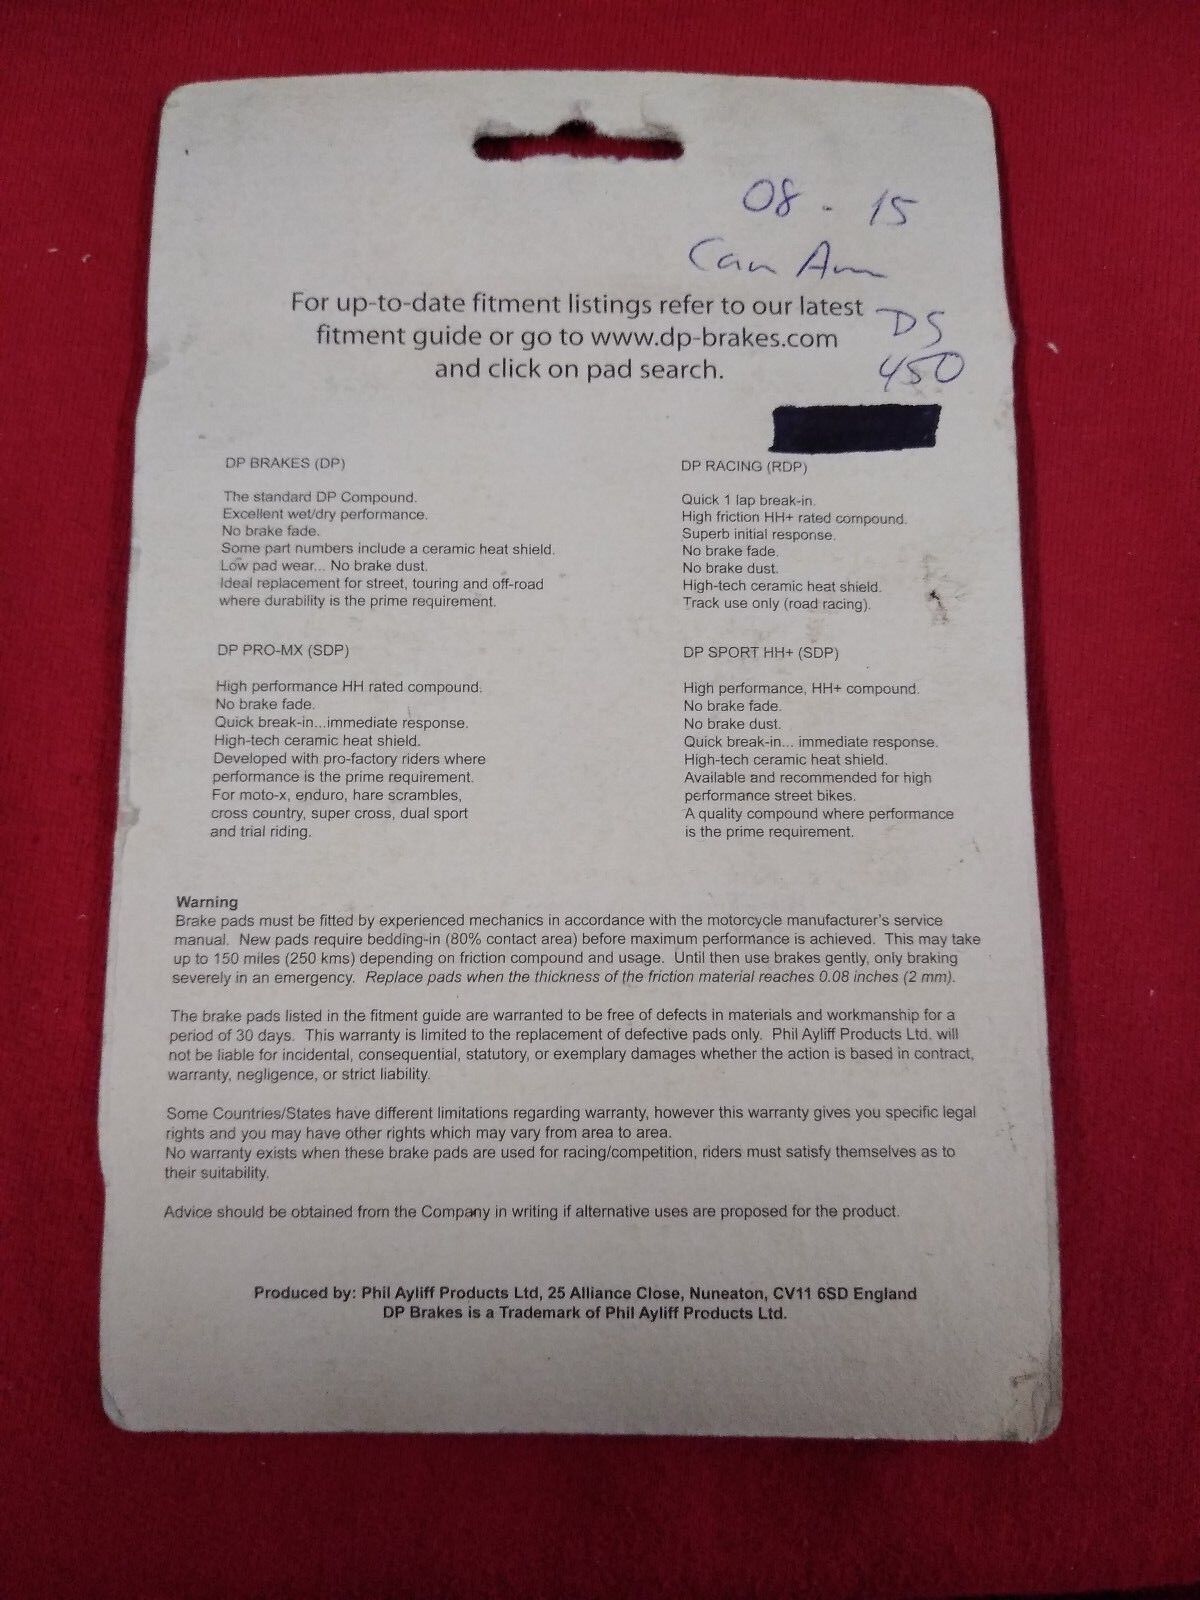 08 - 15
Can Am
DS
450
For up-to-date fitment listings refer to our latest
fitment guide or go to www.dp-brakes.com
and click on pad search.
DP BRAKES (DP)
The standard DP Compound.
Excellent wet/dry performance.
No brake fade.
Some part numbers include a ceramic heat shield.
Low pad wear... No brake dust.
Ideal replacement for street, touring and off-road
where durability is the prime requirement.
DP RACING (RDP)
Quick 1 lap break-in.
High friction HH+ rated compound.
Superb initial response.
No brake fade.
No brake dust.
High-tech ceramic heat shield.
Track use only (road racing).
DP PRO-MX (SDP)
High performance HH rated compound.
No brake fade.
Quick break-in...immediate response.
High-tech ceramic heat shield.
Developed with pro-factory riders where
performance is the prime requirement.
For moto-x, enduro, hare scrambles,
cross country, super cross, dual sport
and trial riding.
DP SPORT HH+ (SDP)
High performance, HH+ compound.
No brake fade.
No brake dust.
Quick break-in... immediate response.
High-tech ceramic heat shield.
Available and recommended for high
performance street bikes.
A quality compound where performance
is the prime requirement.
Warning
Brake pads must be fitted by experienced mechanics in accordance with the motorcycle manufacturer's service
manual. New pads require bedding-in (80% contact area) before maximum performance is achieved. This may take
up to 150 miles (250 kms) depending on friction compound and usage. Until then use brakes gently, only braking
severely in an emergency. Replace pads when the thickness of the friction material reaches 0.08 inches (2 mm).
The brake pads listed in the fitment guide are warranted to be free of defects in materials and workmanship for a
period of 30 days. This warranty is limited to the replacement of defective pads only. Phil Ayliff Products Ltd. will
not be liable for incidental, consequential, statutory, or exemplary damages whether the action is based in contract,
warranty, negligence, or strict liability.
Some Countries/States have different limitations regarding warranty, however this warranty gives you specific legal
rights and you may have other rights which may vary from area to area.
No warranty exists when these brake pads are used for racing/competition, riders must satisfy themselves as to
their suitability.
Advice should be obtained from the Company in writing if alternative uses are proposed for the product.
Produced by: Phil Ayliff Products Ltd, 25 Alliance Close, Nuneaton, CV11 6SD England
DP Brakes is a Trademark of Phil Ayliff Products Ltd.